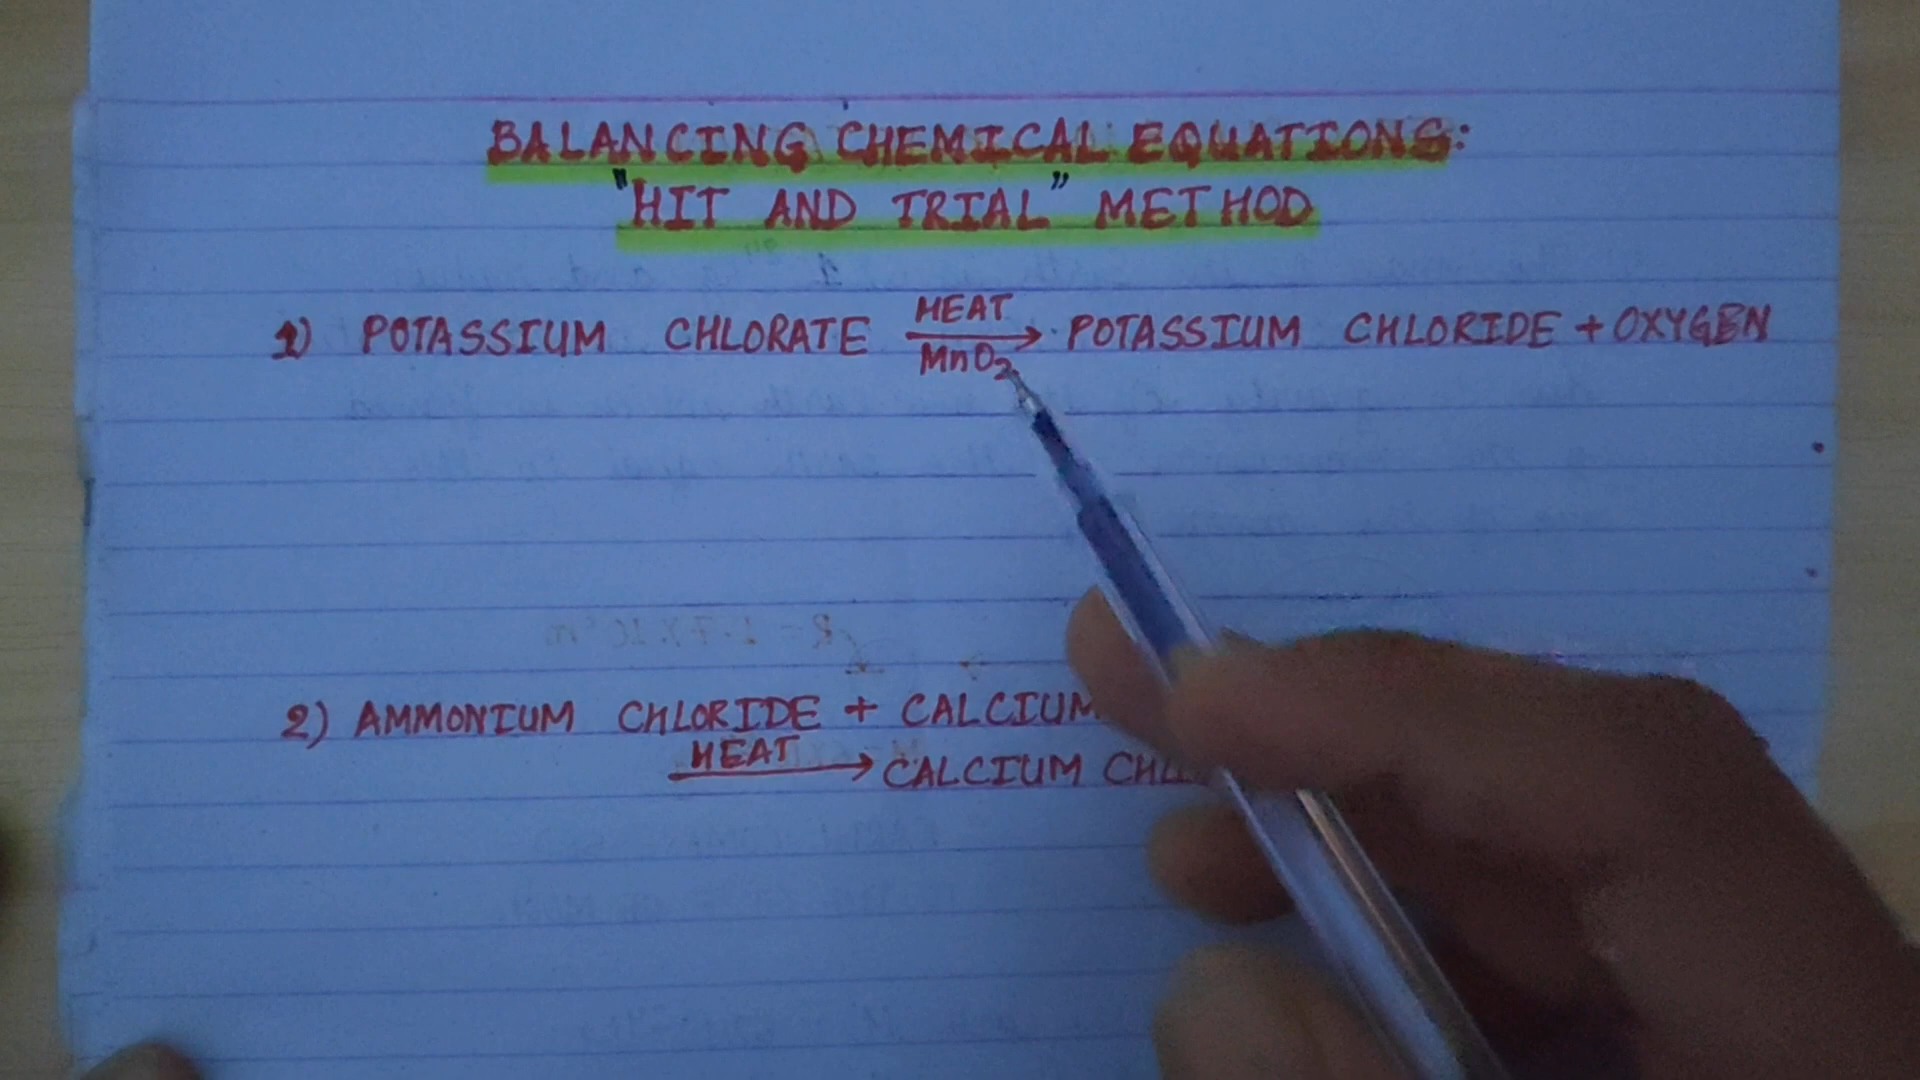 BALANCING CHEMICAL EQUATIONS:
"HIT AND TRIAL" METHOD
HEAT
1) POTASSIUM CHLORATE → POTASSIUM CHLORIDE + OXYGEN
MnO2
2) AMMONIUM CHLORIDE + CALCIUM
HEAT
→ CALCIUM